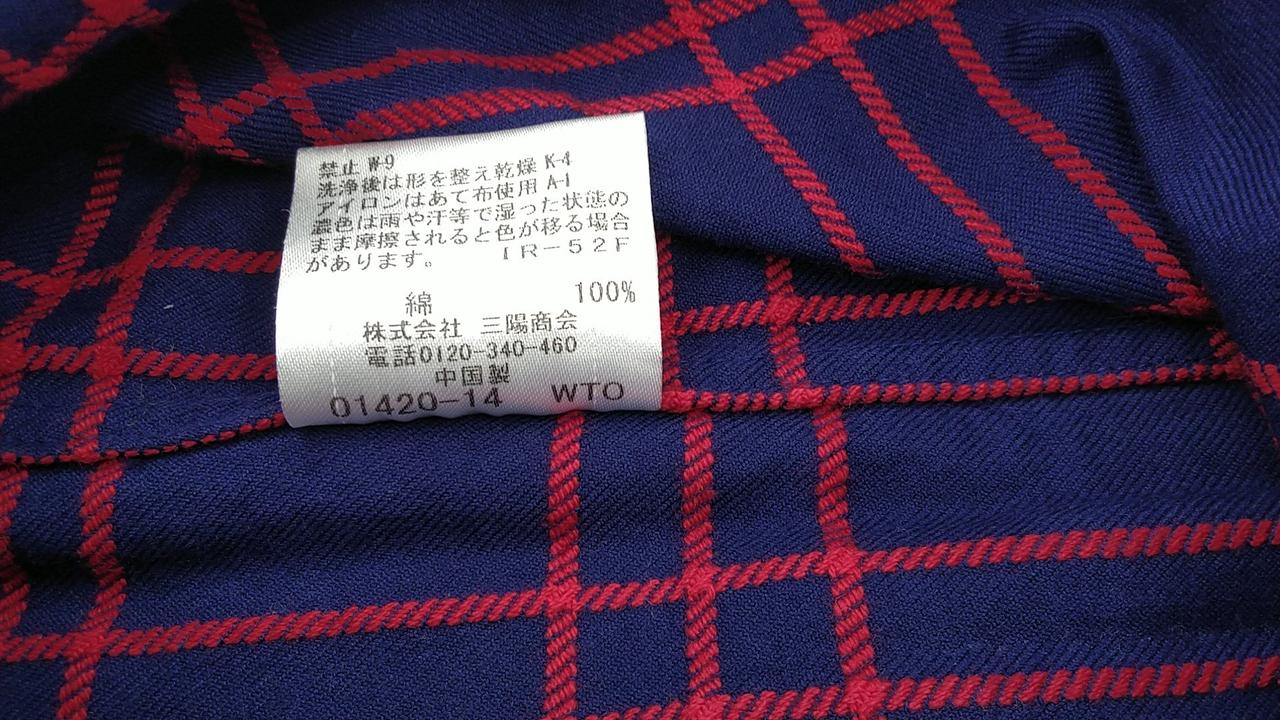 禁止 W-9
洗浄後は形を整え乾燥 K-4
アイロンはあて布使用 A-1
濃色は雨や汗等で湿った状態の
まま摩擦されると色が移る場合
があります。 IR-52F
綿 100%
株式会社 三陽商会
電話0120-340-460
中国製
01420-14 WTO